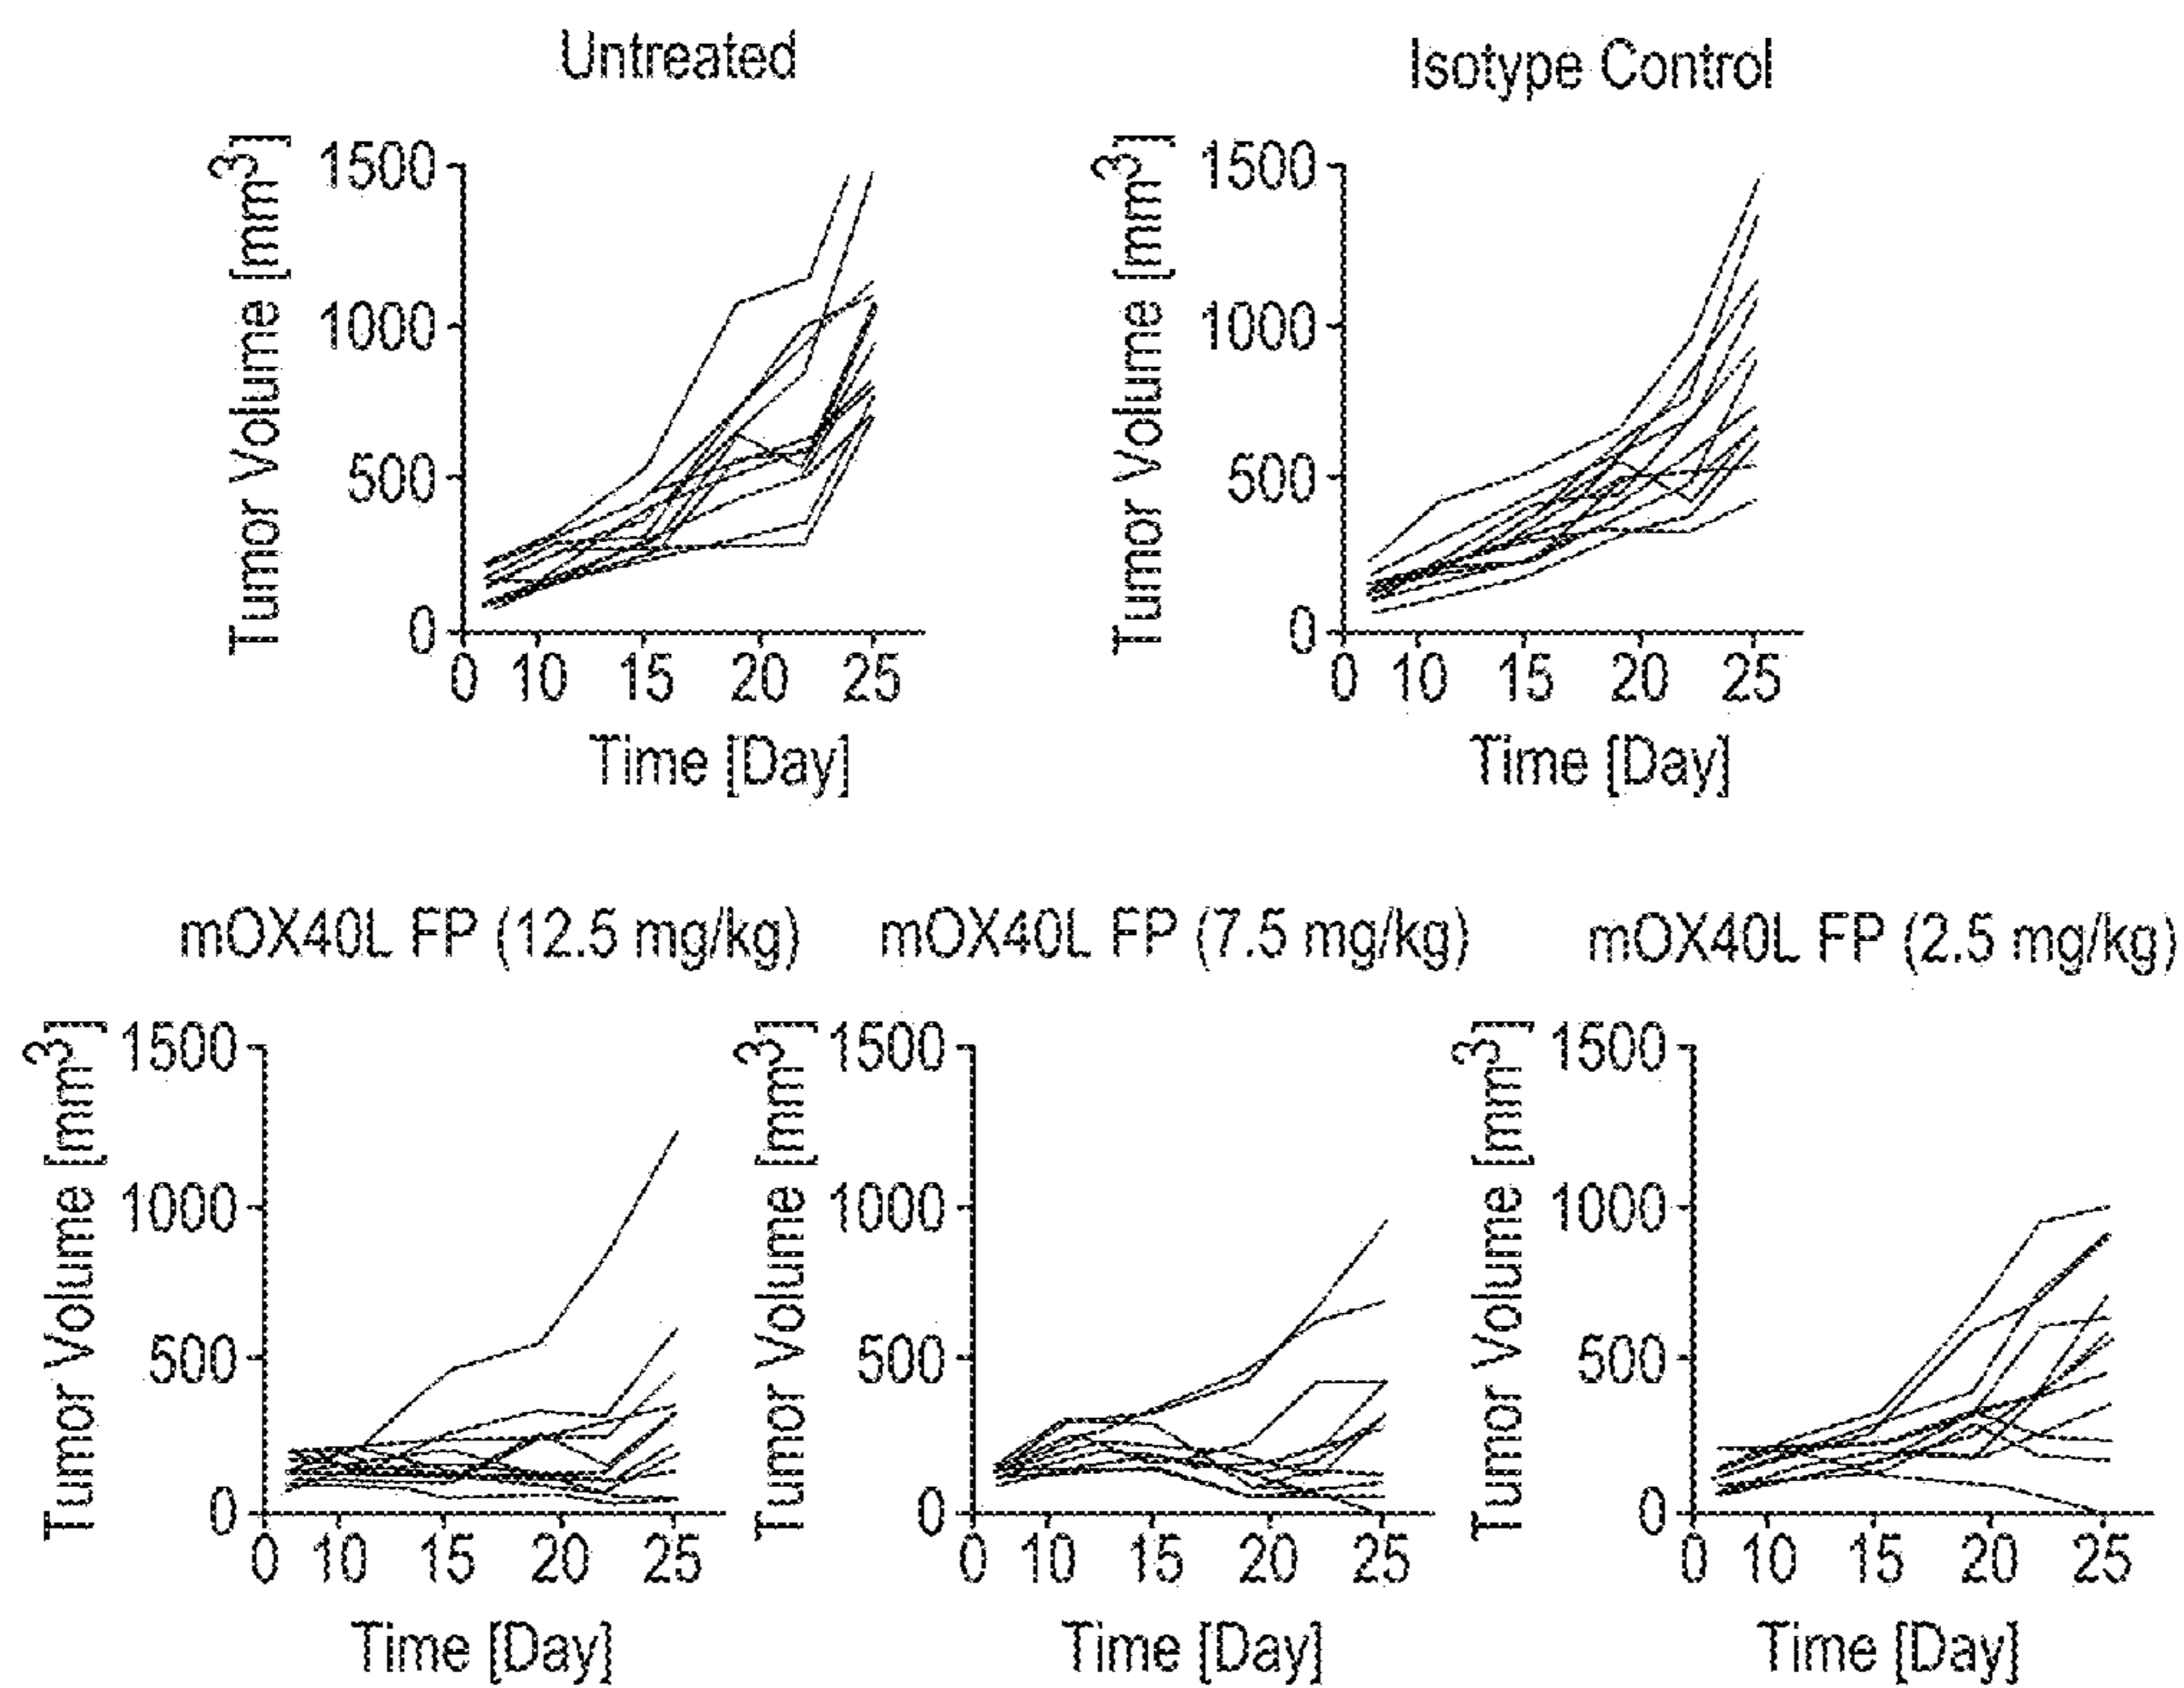 Untreated
Tumor Volume [mm3]
1500
1000
500
0
0 10 15 20 25
Time [Day]
Isotype Control
Tumor Volume [mm3]
1500
1000
500
0
0 10 15 20 25
Time [Day]
mOX40L FP (12.5 mg/kg)
Tumor Volume [mm3]
1500
1000
500
0
0 10 15 20 25
Time [Day]
mOX40L FP (7.5 mg/kg)
Tumor Volume [mm3]
1500
1000
500
0
0 10 15 20 25
Time [Day]
mOX40L FP (2.5 mg/kg)
Tumor Volume [mm3]
1500
1000
500
0
0 10 15 20 25
Time [Day]